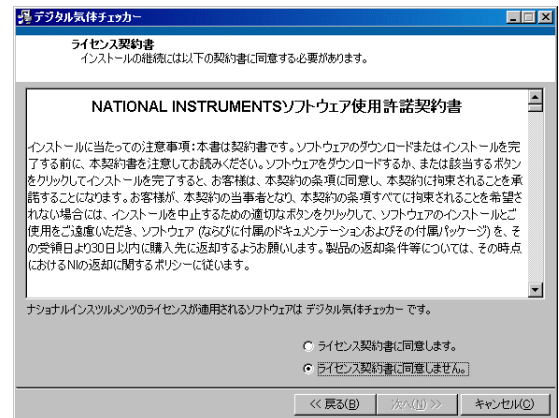 デジタル気体チェッカー
ライセンス契約書
インストールの継続には以下の契約書に同意する必要があります。
NATIONAL INSTRUMENTSソフトウェア使用許諾契約書
インストールに当たっての注意事項：本書は契約書です。ソフトウェアのダウンロードまたはインストールを完
了する前に、本契約書を注意してお読みください。ソフトウェアをダウンロードするか、または該当するボタン
をクリックしてインストールを完了すると、お客様は、本契約の条項に同意し、本契約に拘束されることを承
諾することになります。お客様が、本契約の当事者となり、本契約の条項すべてに拘束されることを希望さ
れない場合には、インストールを中止するための適切なボタンをクリックして、ソフトウェアのインストールとご
使用をご遠慮いただき、ソフトウェア (ならびに付属のドキュメンテーションおよびその付属パッケージ) を、そ
の受領日より30日以内に購入先に返却するようお願いします。製品の返却条件等については、その時点
におけるNIの返却に関するポリシーに従います。
ナショナルインスツルメンツのライセンスが適用されるソフトウェアは デジタル気体チェッカー です。
ライセンス契約書に同意します。
ライセンス契約書に同意しません。
<< 戻る(B)
次へ(N) >>
キャンセル(C)